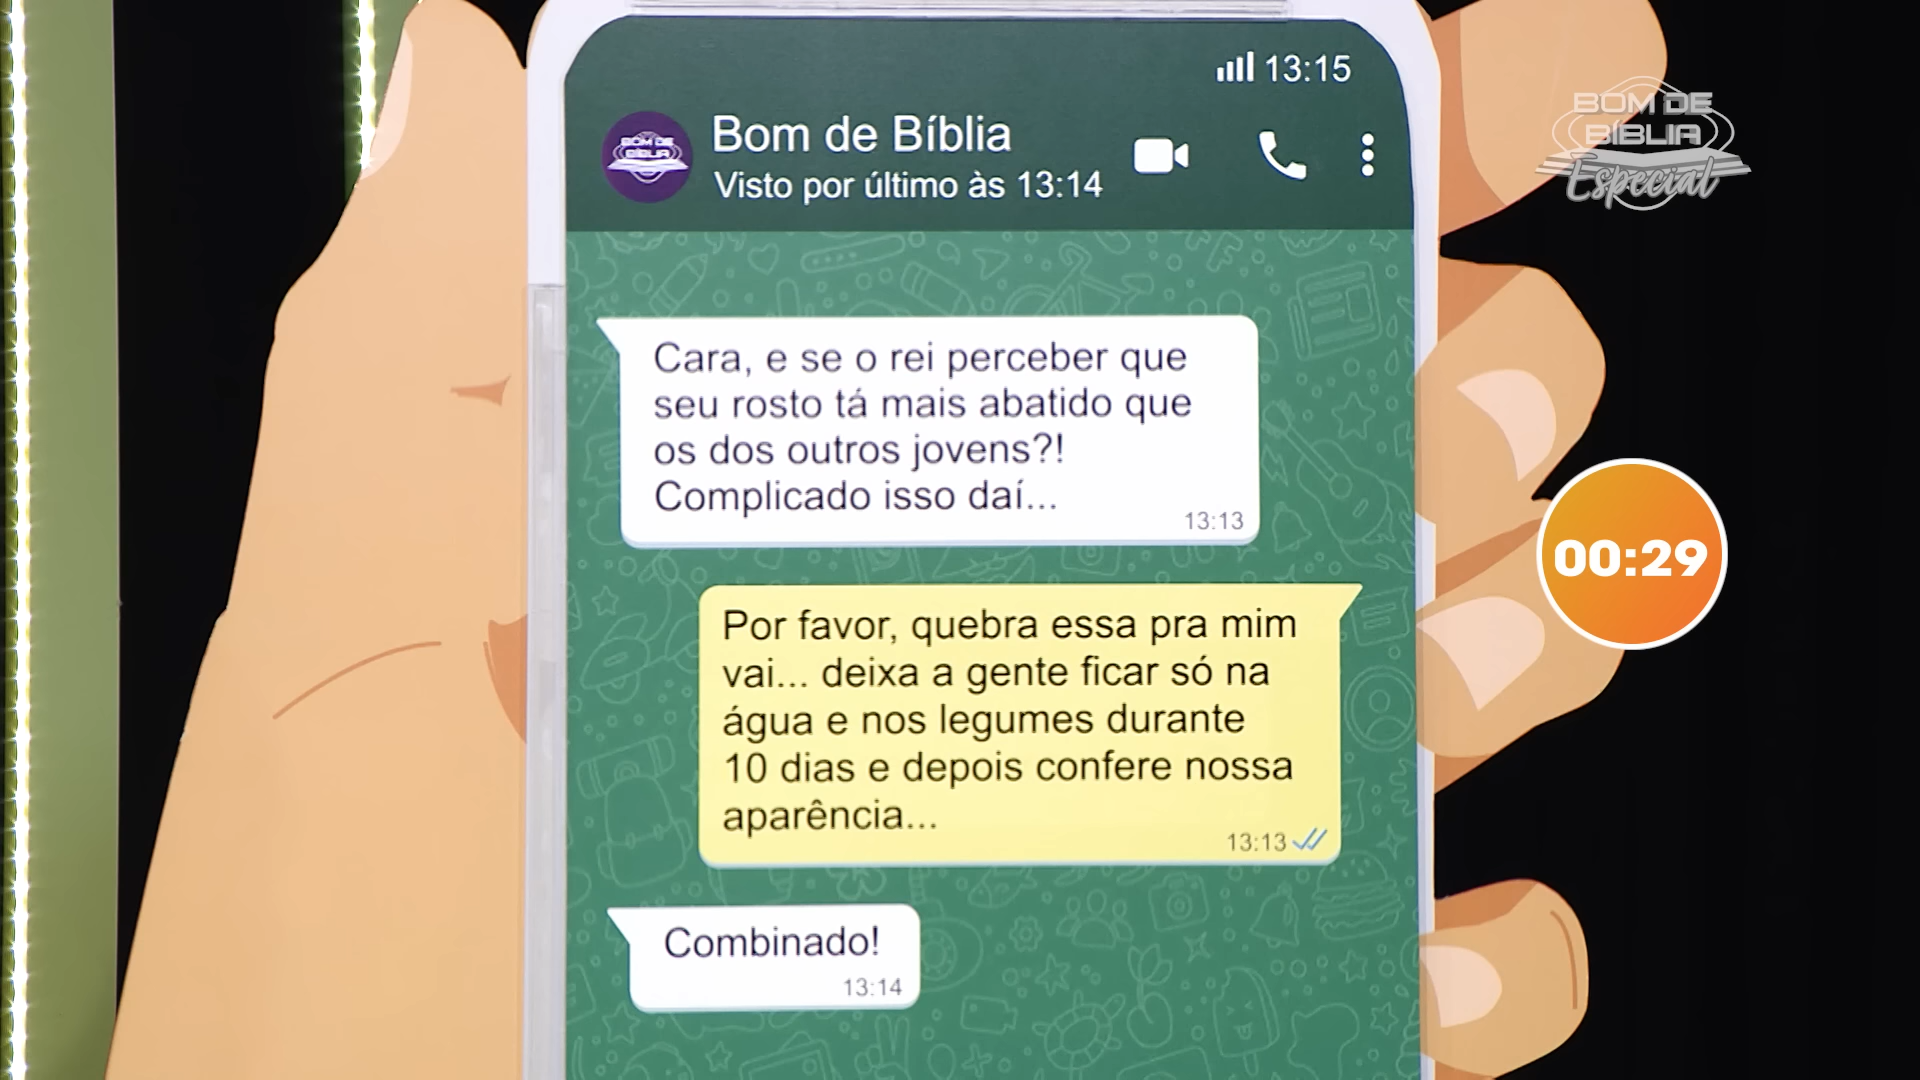 13:15
BOM DE
BÍBLIA
Bom de Bíblia
Visto por último às 13:14
BOM DE
BÍBLIA
Especial
Cara, e se o rei perceber que
seu rosto tá mais abatido que
os dos outros jovens?!
Complicado isso daí...
13:13
00:29
Por favor, quebra essa pra mim
vai... deixa a gente ficar só na
água e nos legumes durante
10 dias e depois confere nossa
aparência...
13:13
Combinado!
13:14